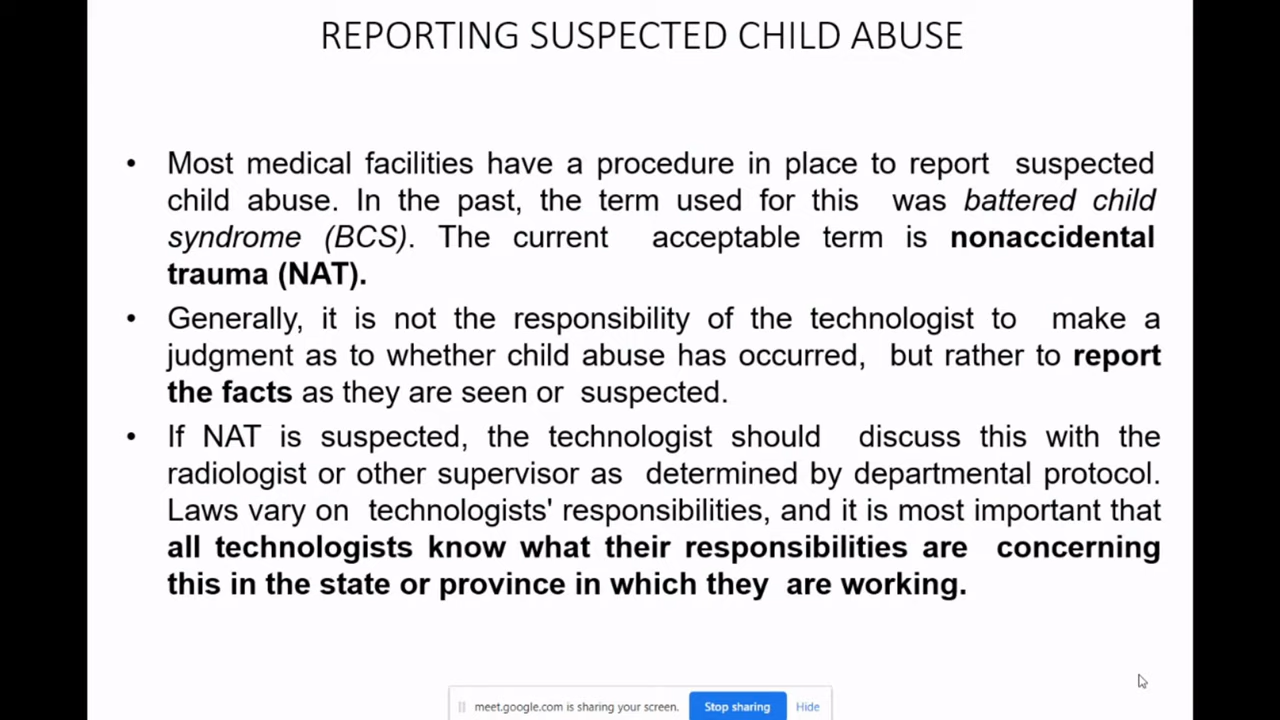 REPORTING SUSPECTED CHILD ABUSE
• Most medical facilities have a procedure in place to report suspected
child abuse. In the past, the term used for this was battered child
syndrome (BCS). The current acceptable term is nonaccidental
trauma (NAT).
• Generally, it is not the responsibility of the technologist to make a
judgment as to whether child abuse has occurred, but rather to report
the facts as they are seen or suspected.
• If NAT is suspected, the technologist should discuss this with the
radiologist or other supervisor as determined by departmental protocol.
Laws vary on technologists' responsibilities, and it is most important that
all technologists know what their responsibilities are concerning
this in the state or province in which they are working.
meet.google.com is sharing your screen. Stop sharing Hide